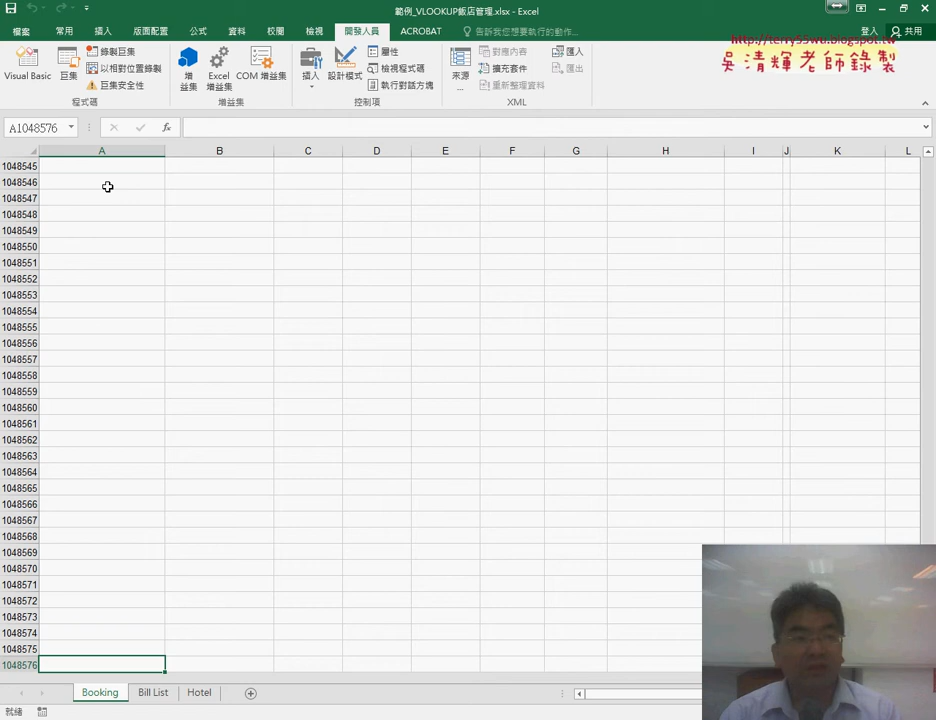 範例_VLOOKUP飯店管理.xlsx - Excel
檔案 常用 插入 版面配置 公式 資料 校閱 檢視 開發人員 ACROBAT 告訴我您想要執行的動作... 登入 共用
http://terry55wu.blogspot.tw
吳清輝老師錄製
Visual Basic 巨集 錄製巨集 以相對位置錄製 巨集安全性
增益集 Excel 增益集 COM 增益集
插入 設計模式 屬性 檢視程式碼 執行對話方塊
來源... 對應內容 擴充套件 重新整理資料 匯入 匯出
程式碼 增益集 控制項 XML
A1048576 fx
A B C D E F G H I J K L
1048545
1048546
1048547
1048548
1048549
1048550
1048551
1048552
1048553
1048554
1048555
1048556
1048557
1048558
1048559
1048560
1048561
1048562
1048563
1048564
1048565
1048566
1048567
1048568
1048569
1048570
1048571
1048572
1048573
1048574
1048575
1048576
Booking Bill List Hotel
就緒